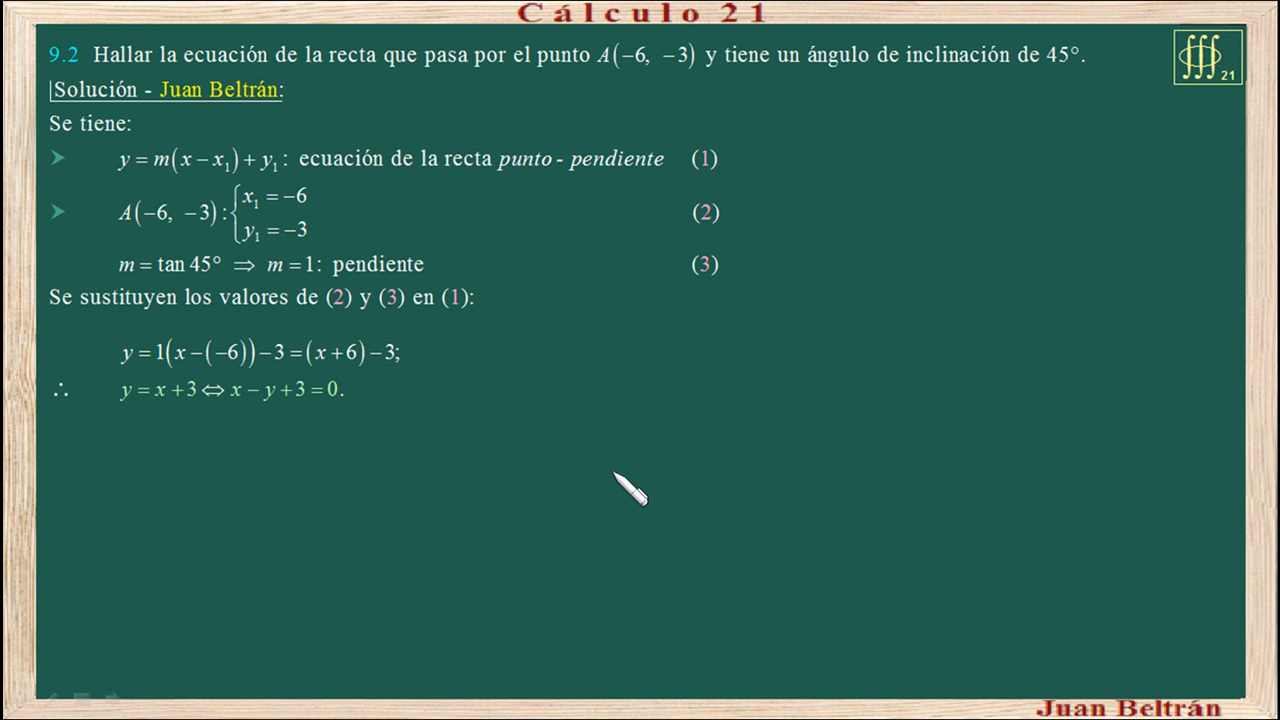 Cálculo 21
9.2 Hallar la ecuación de la recta que pasa por el punto A(−6, −3) y tiene un ángulo de inclinación de 45°.
∫∫∫ 21
Solución - Juan Beltrán:
Se tiene:
➤ y = m(x − x₁) + y₁ : ecuación de la recta punto - pendiente (1)
➤ A(−6, −3) : { x₁ = −6
y₁ = −3 (2)
m = tan 45° ⇒ m = 1 : pendiente (3)
Se sustituyen los valores de (2) y (3) en (1):
y = 1(x − (−6)) − 3 = (x + 6) − 3;
∴ y = x + 3 ⇔ x − y + 3 = 0.
Juan Beltrán